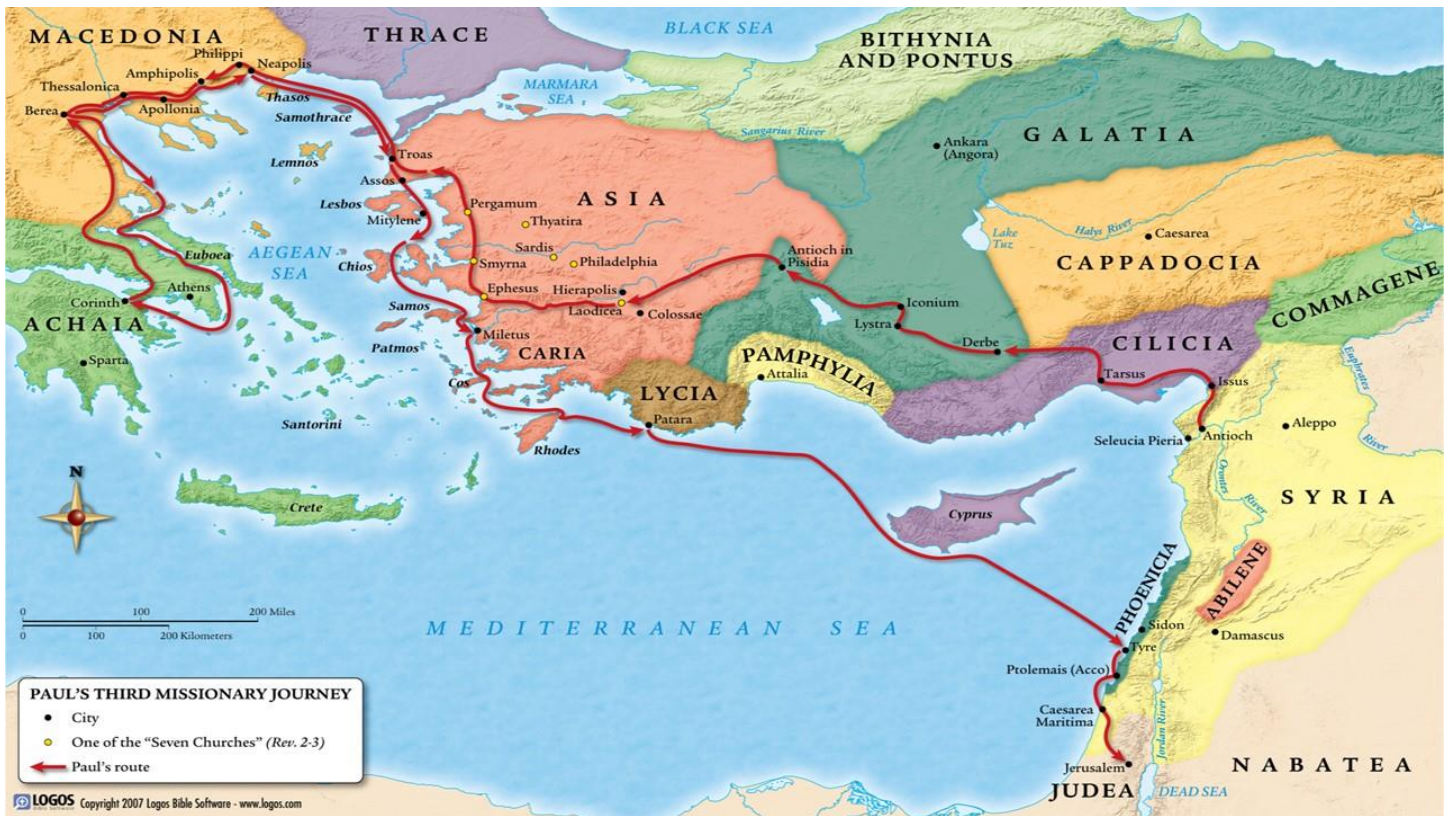 MACEDONIA
THRACE
BLACK SEA
BITHYNIA
AND PONTUS
Philippi
Neapolis
Amphipolis
Thessalonica
Berea
Apollonia
Thasos
Samothrace
MARMARA
SEA
Sangarius River
Ankara
(Angora)
GALATIA
Lemnos
Troas
Assos
Lesbos
Mitylene
Pergamum
Thyatira
ASIA
Halys River
Lake
Tuz
Caesarea
CAPPADOCIA
COMMAGENE
AEGEAN
SEA
Euboea
Chios
Smyrna
Sardis
Philadelphia
Antioch in
Pisidia
Athens
Corinth
ACHAIA
Sparta
Samos
Ephesus
Hierapolis
Laodicea
Colossae
Iconium
Lystra
Derbe
CILICIA
Tarsus
Issus
Euphrates
River
Patmos
Miletus
CARIA
PAMPHYLIA
Attalia
Cos
LYCIA
Patara
Santorini
Rhodes
Seleucia Pieria
Antioch
Aleppo
Orontes
River
SYRIA
N
Crete
Cyprus
PHOENICIA
ABILENE
0 100 200 Miles
0 100 200 Kilometers
MEDITERRANEAN SEA
Sidon
Damascus
Tyre
Ptolemais (Acco)
Caesarea
Maritima
Jordan River
Jerusalem
JUDEA
DEAD SEA
NABATEA
PAUL'S THIRD MISSIONARY JOURNEY
City
One of the "Seven Churches" (Rev. 2-3)
Paul's route
LOGOS Copyright 2007 Logos Bible Software - www.logos.com